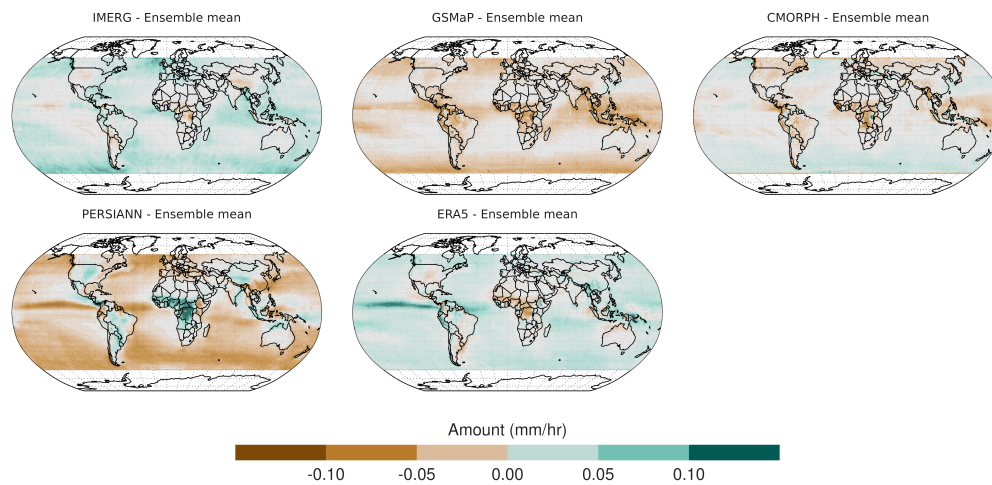 IMERG - Ensemble mean
GSMaP - Ensemble mean
CMORPH - Ensemble mean
PERSIANN - Ensemble mean
ERA5 - Ensemble mean
Amount (mm/hr)
-0.10 -0.05 0.00 0.05 0.10